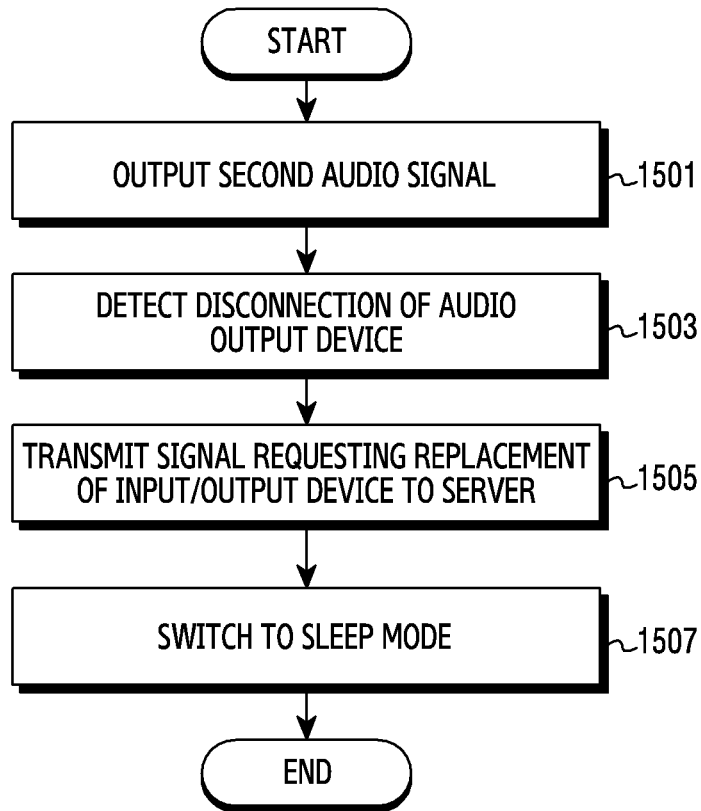 START
OUTPUT SECOND AUDIO SIGNAL
1501
DETECT DISCONNECTION OF AUDIO
OUTPUT DEVICE
1503
TRANSMIT SIGNAL REQUESTING REPLACEMENT
OF INPUT/OUTPUT DEVICE TO SERVER
1505
SWITCH TO SLEEP MODE
1507
END